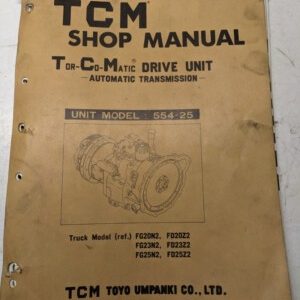 TCM
SHOP MANUAL
TOR-CO-MATIC DRIVE UNIT
—AUTOMATIC TRANSMISSION—
UNIT MODEL : 554-25
Truck Model (ref.) FG20N2, FD20Z2
FG23N2, FD23Z2
FG25N2, FD25Z2
TCM TOYO UMPANKI CO., LTD.